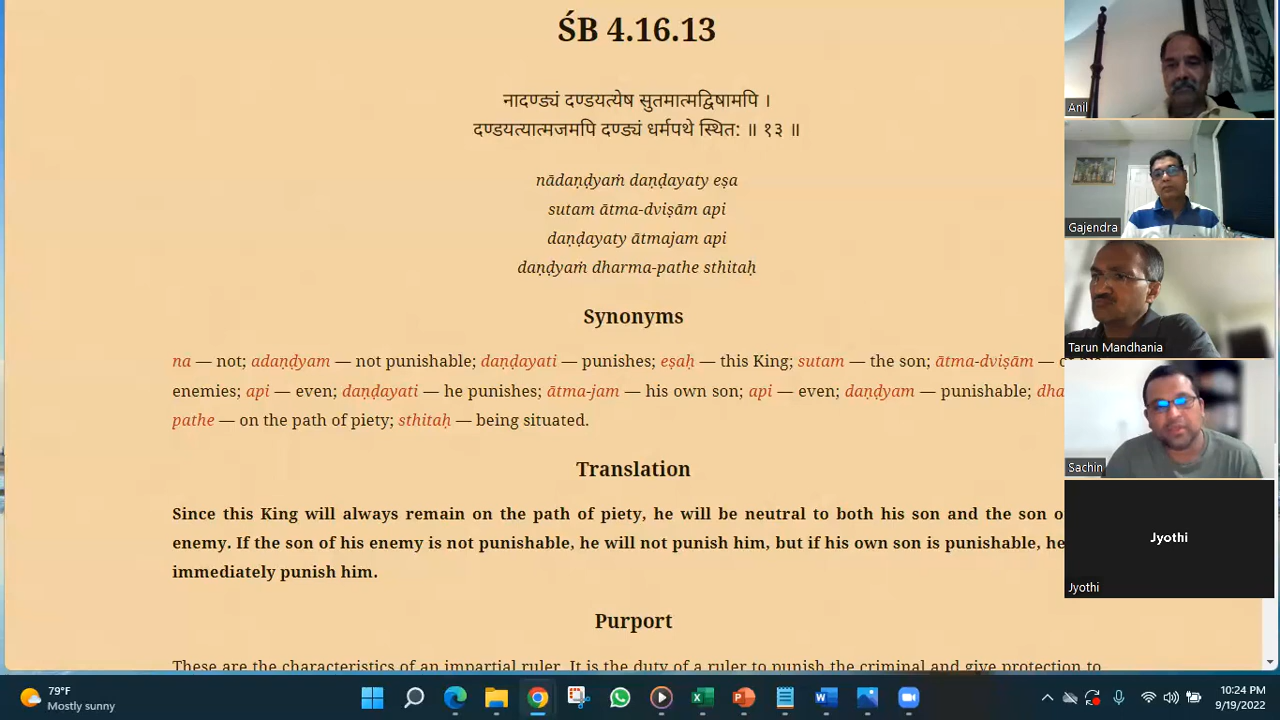 ŚB 4.16.13
नादण्ड्यं दण्डयत्येष सुतमात्मद्विषामपि ।
दण्डयत्यात्मजमपि दण्ड्यं धर्मपथे स्थित: ॥ १३ ॥
nādaṇḍyaṁ daṇḍayaty eṣa
sutam ātma-dviṣām api
daṇḍayaty ātmajam api
daṇḍyaṁ dharma-pathe sthitaḥ
Synonyms
na — not; adaṇḍyam — not punishable; daṇḍayati — punishes; eṣaḥ — this King; sutam — the son; ātma-dviṣām —
enemies; api — even; daṇḍayati — he punishes; ātma-jam — his own son; api — even; daṇḍyam — punishable;
pathe — on the path of piety; sthitaḥ — being situated.
Translation
Since this King will always remain on the path of piety, he will be neutral to both his son and the son
enemy. If the son of his enemy is not punishable, he will not punish him, but if his own son is punishable, he
immediately punish him.
Purport
These are the characteristics of an impartial ruler. It is the duty of a ruler to punish the criminal and give protection to
Anil
Gajendra
Tarun Mandhania
Sachin
Jyothi
Jyothi
79°F
Mostly sunny
10:24 PM
9/19/2022